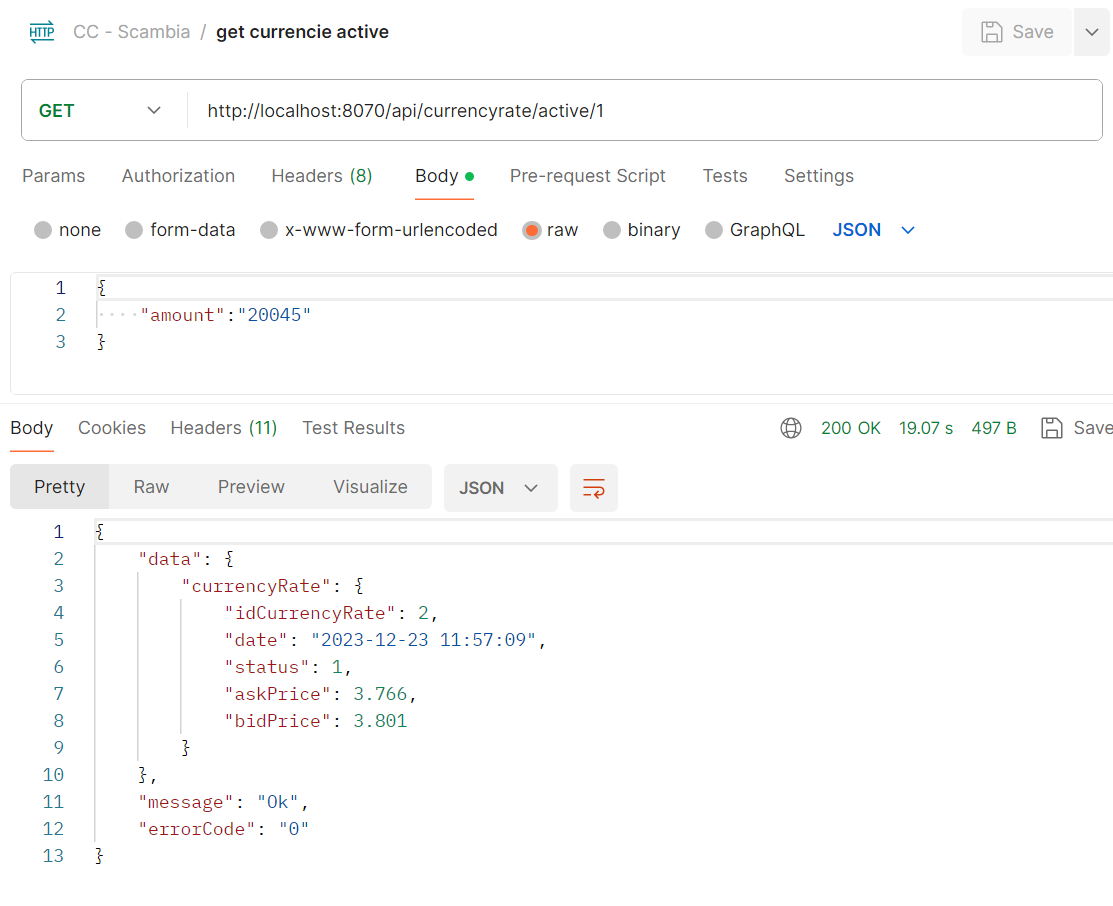 HTTP CC - Scambia / get currencie active Save
GET http://localhost:8070/api/currencyrate/active/1
Params Authorization Headers (8) Body Pre-request Script Tests Settings
none form-data x-www-form-urlencoded raw binary GraphQL JSON
1 {
2 ····"amount":"20045"
3 }
Body Cookies Headers (11) Test Results 200 OK 19.07 s 497 B Save
Pretty Raw Preview Visualize JSON
1 {
2 "data": {
3 "currencyRate": {
4 "idCurrencyRate": 2,
5 "date": "2023-12-23 11:57:09",
6 "status": 1,
7 "askPrice": 3.766,
8 "bidPrice": 3.801
9 }
10 },
11 "message": "Ok",
12 "errorCode": "0"
13 }